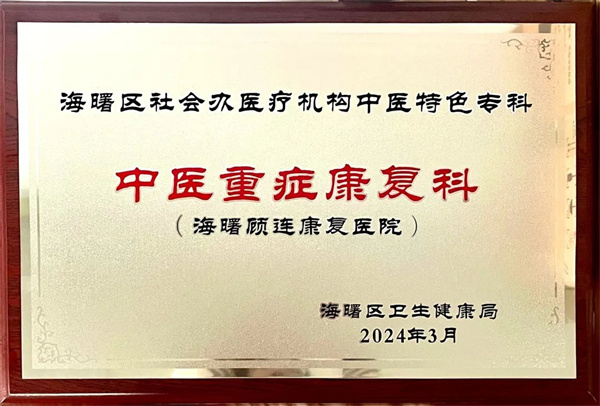 海曙区社会办医疗机构中医特色专科
中医重症康复科
（海曙顾连康复医院）
海曙区卫生健康局
2024年3月